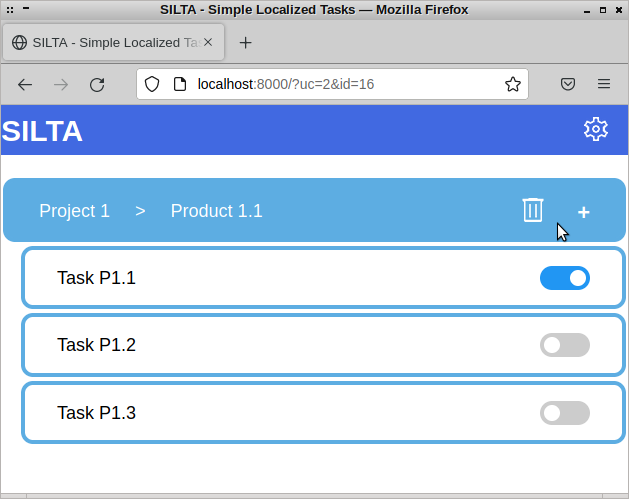 SILTA - Simple Localized Tasks — Mozilla Firefox
SILTA - Simple Localized Ta
localhost:8000/?uc=2&id=16
SILTA
Project 1 > Product 1.1 +
Task P1.1
Task P1.2
Task P1.3